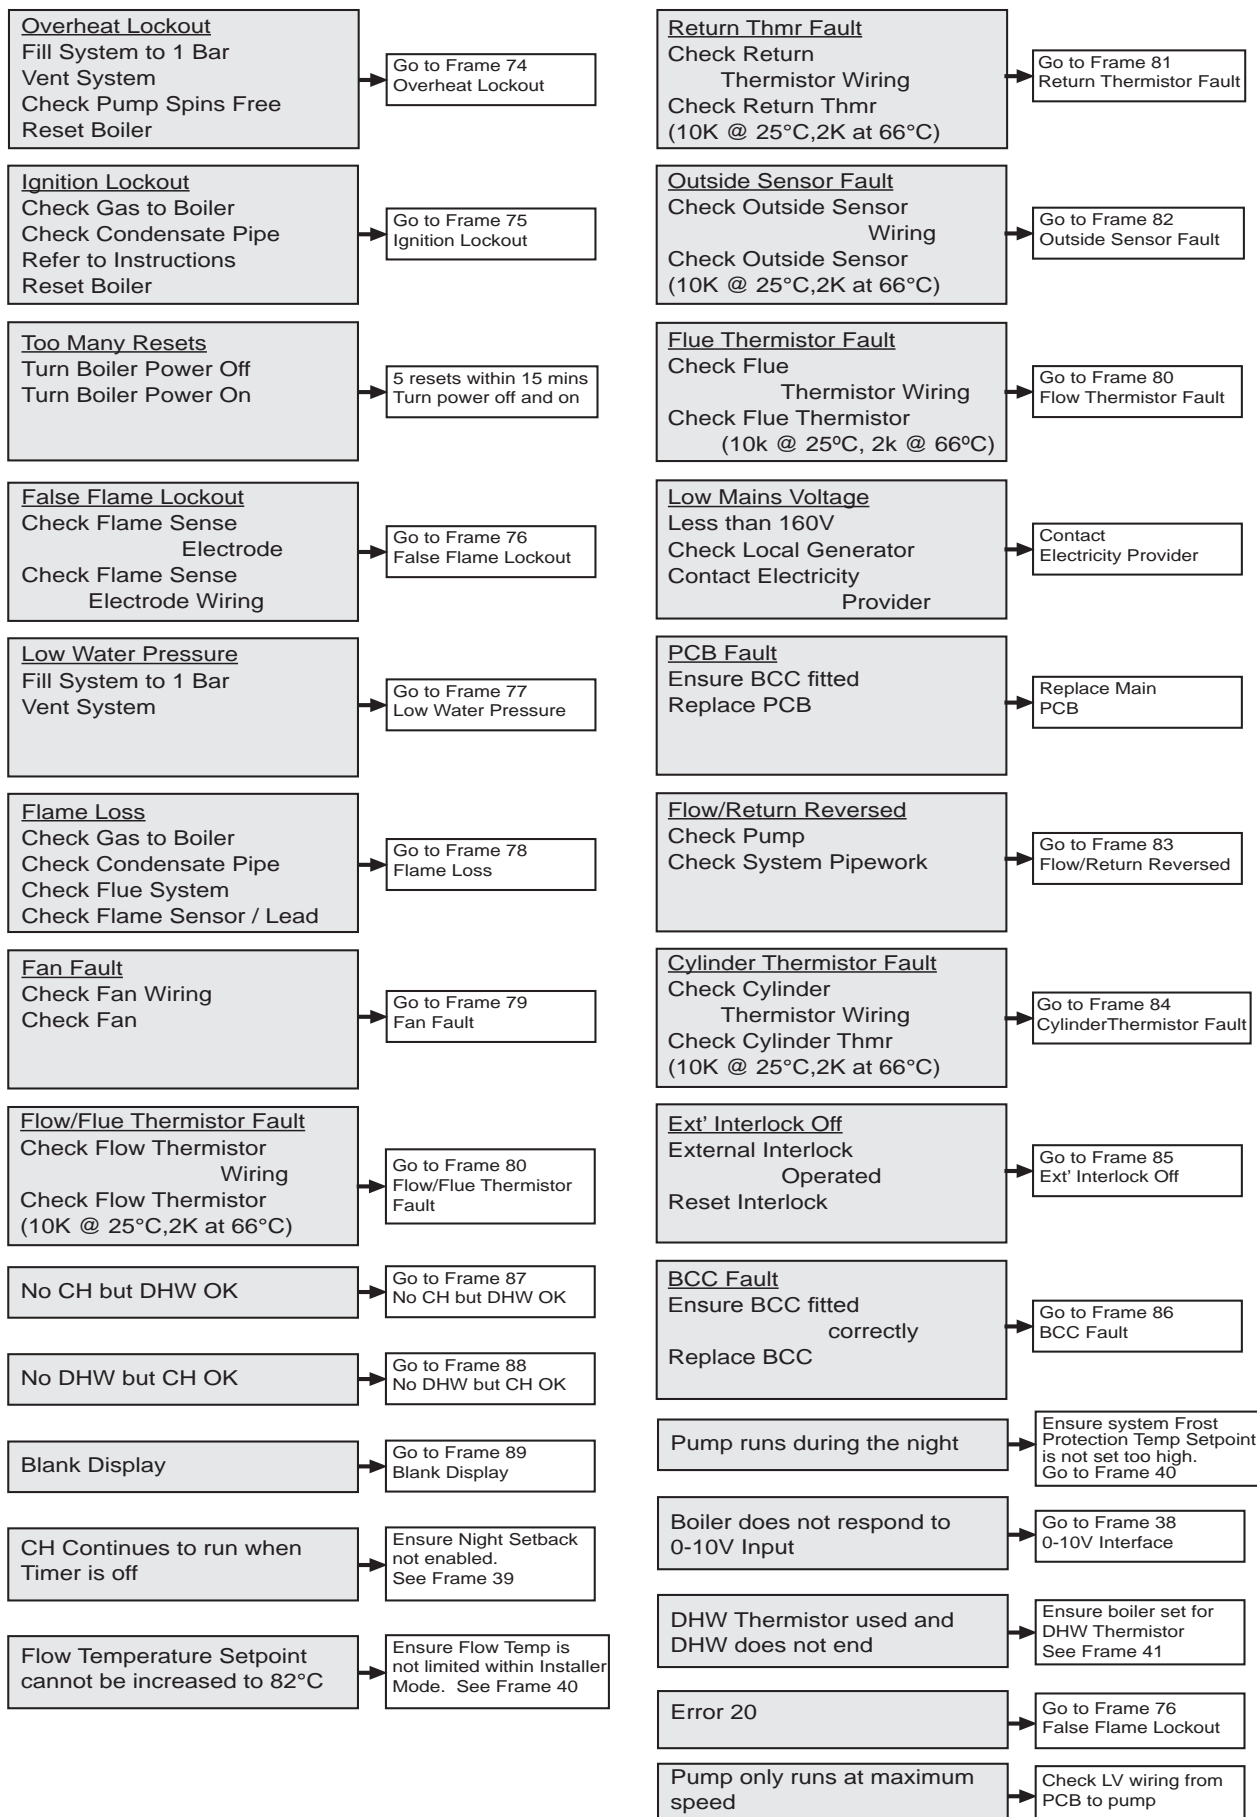 Overheat Lockout
Fill System to 1 Bar
Vent System
Check Pump Spins Free
Reset Boiler
Go to Frame 74
Overheat Lockout
Ignition Lockout
Check Gas to Boiler
Check Condensate Pipe
Refer to Instructions
Reset Boiler
Go to Frame 75
Ignition Lockout
Too Many Resets
Turn Boiler Power Off
Turn Boiler Power On
5 resets within 15 mins
Turn power off and on
False Flame Lockout
Check Flame Sense
Electrode
Check Flame Sense
Electrode Wiring
Go to Frame 76
False Flame Lockout
Low Water Pressure
Fill System to 1 Bar
Vent System
Go to Frame 77
Low Water Pressure
Flame Loss
Check Gas to Boiler
Check Condensate Pipe
Check Flue System
Check Flame Sensor / Lead
Go to Frame 78
Flame Loss
Fan Fault
Check Fan Wiring
Check Fan
Go to Frame 79
Fan Fault
Flow/Flue Thermistor Fault
Check Flow Thermistor
Wiring
Check Flow Thermistor
(10K @ 25°C,2K at 66°C)
Go to Frame 80
Flow/Flue Thermistor
Fault
No CH but DHW OK
Go to Frame 87
No CH but DHW OK
No DHW but CH OK
Go to Frame 88
No DHW but CH OK
Blank Display
Go to Frame 89
Blank Display
CH Continues to run when
Timer is off
Ensure Night Setback
not enabled.
See Frame 39
Flow Temperature Setpoint
cannot be increased to 82°C
Ensure Flow Temp is
not limited within Installer
Mode. See Frame 40
Return Thmr Fault
Check Return
Thermistor Wiring
Check Return Thmr
(10K @ 25°C,2K at 66°C)
Go to Frame 81
Return Thermistor Fault
Outside Sensor Fault
Check Outside Sensor
Wiring
Check Outside Sensor
(10K @ 25°C,2K at 66°C)
Go to Frame 82
Outside Sensor Fault
Flue Thermistor Fault
Check Flue
Thermistor Wiring
Check Flue Thermistor
(10k @ 25ºC, 2k @ 66ºC)
Go to Frame 80
Flow Thermistor Fault
Low Mains Voltage
Less than 160V
Check Local Generator
Contact Electricity
Provider
Contact
Electricity Provider
PCB Fault
Ensure BCC fitted
Replace PCB
Replace Main
PCB
Flow/Return Reversed
Check Pump
Check System Pipework
Go to Frame 83
Flow/Return Reversed
Cylinder Thermistor Fault
Check Cylinder
Thermistor Wiring
Check Cylinder Thmr
(10K @ 25°C,2K at 66°C)
Go to Frame 84
CylinderThermistor Fault
Ext’ Interlock Off
External Interlock
Operated
Reset Interlock
Go to Frame 85
Ext’ Interlock Off
BCC Fault
Ensure BCC fitted
correctly
Replace BCC
Go to Frame 86
BCC Fault
Pump runs during the night
Ensure system Frost
Protection Temp Setpoint
is not set too high.
Go to Frame 40
Boiler does not respond to
0-10V Input
Go to Frame 38
0-10V Interface
DHW Thermistor used and
DHW does not end
Ensure boiler set for
DHW Thermistor
See Frame 41
Error 20
Go to Frame 76
False Flame Lockout
Pump only runs at maximum
speed
Check LV wiring from
PCB to pump